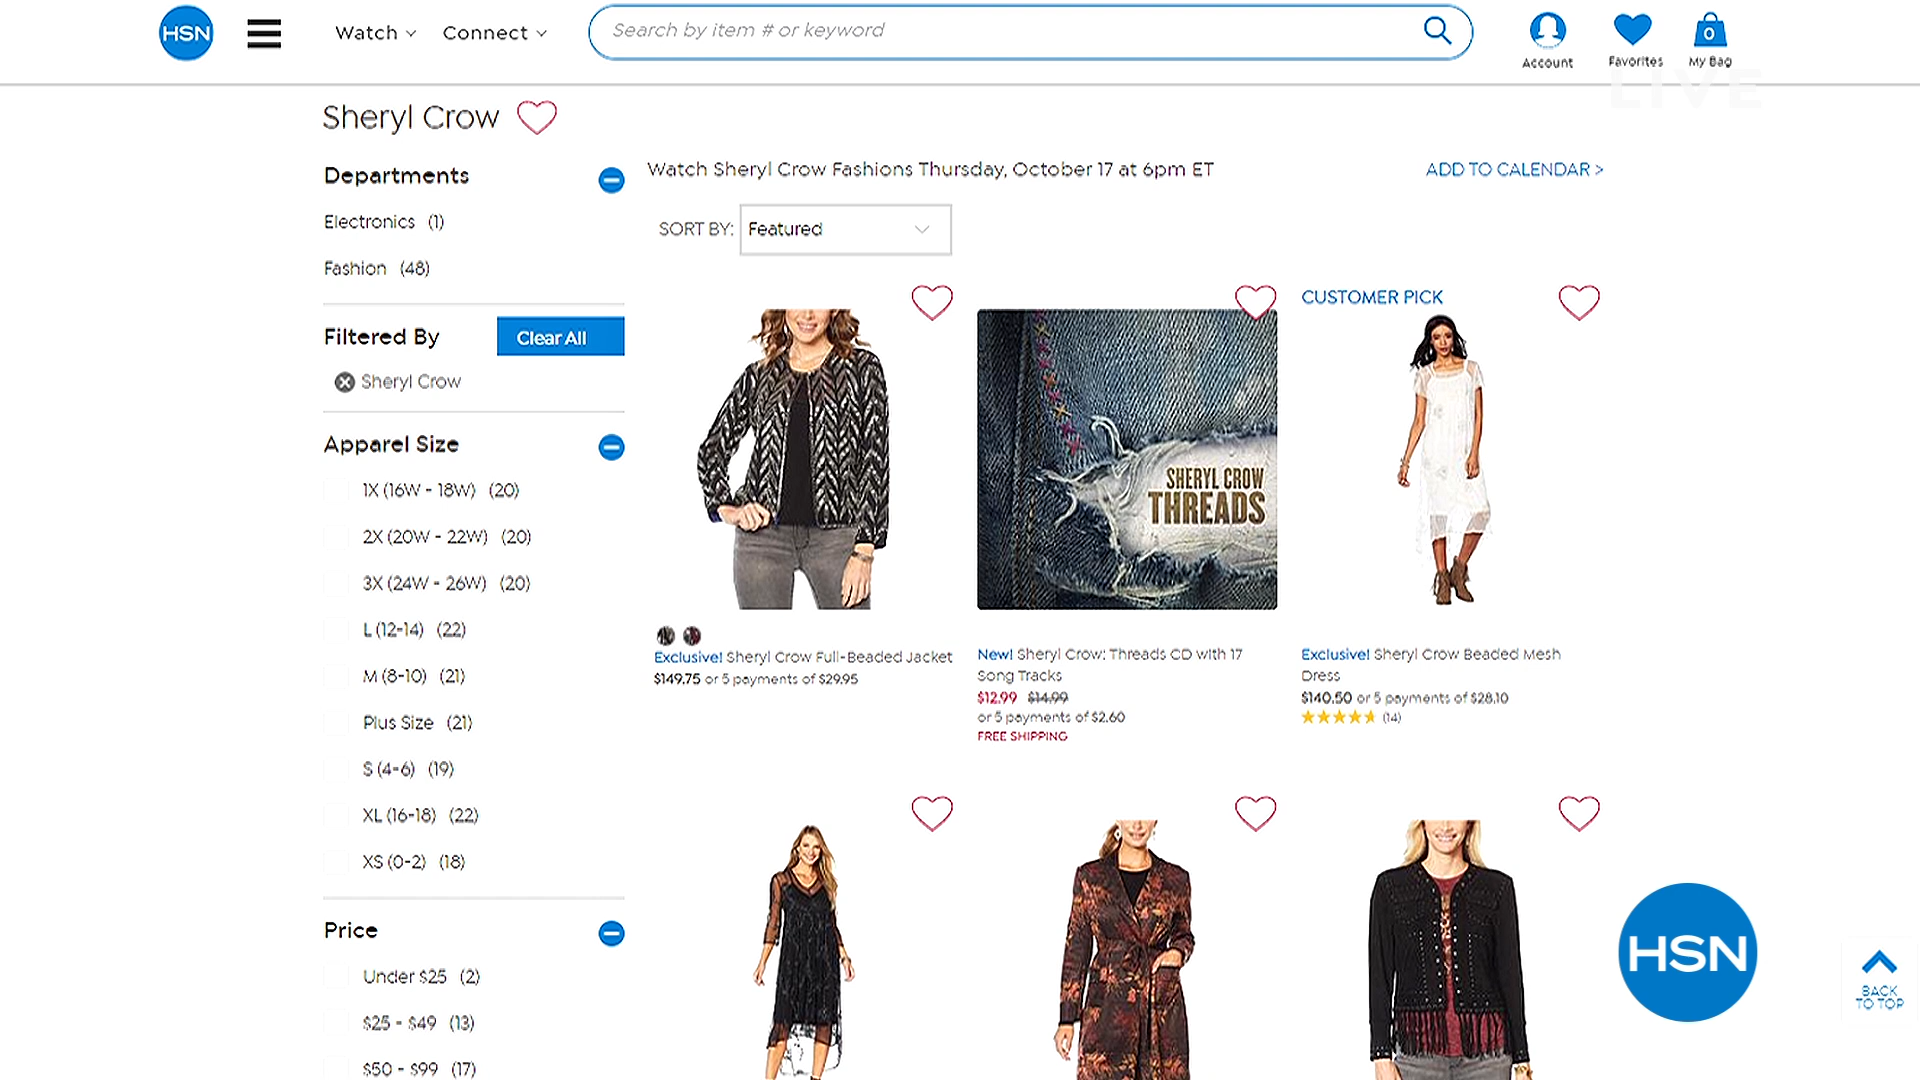 HSN
Watch
Connect
Search by item # or keyword
Account
Favorites
0
My Bag
LIVE
Sheryl Crow
Departments
Electronics (1)
Fashion (48)
Filtered By
Clear All
Sheryl Crow
Apparel Size
1X (16W - 18W) (20)
2X (20W - 22W) (20)
3X (24W - 26W) (20)
L (12-14) (22)
M (8-10) (21)
Plus Size (21)
S (4-6) (19)
XL (16-18) (22)
XS (0-2) (18)
Price
Under $25 (2)
$25 - $49 (13)
$50 - $99 (17)
Watch Sheryl Crow Fashions Thursday, October 17 at 6pm ET
ADD TO CALENDAR >
SORT BY: Featured
SHERYL CROW
THREADS
CUSTOMER PICK
Exclusive! Sheryl Crow Full-Beaded Jacket
$149.75 or 5 payments of $29.95
New! Sheryl Crow: Threads CD with 17
Song Tracks
$12.99 $14.99
or 5 payments of $2.60
FREE SHIPPING
Exclusive! Sheryl Crow Beaded Mesh
Dress
$140.50 or 5 payments of $28.10
(14)
HSN
BACK
TO TOP